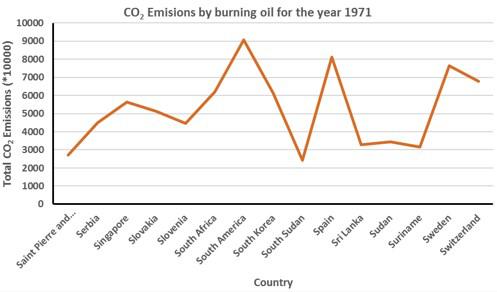 CO₂ Emisions by burning oil for the year 1971
Total CO₂ Emissions (*10000)
10000
9000
8000
7000
6000
5000
4000
3000
2000
1000
0
Saint Pierre and...
Serbia
Singapore
Slovakia
Slovenia
South Africa
South America
South Korea
South Sudan
Spain
Sri Lanka
Sudan
Suriname
Sweden
Switzerland
Country